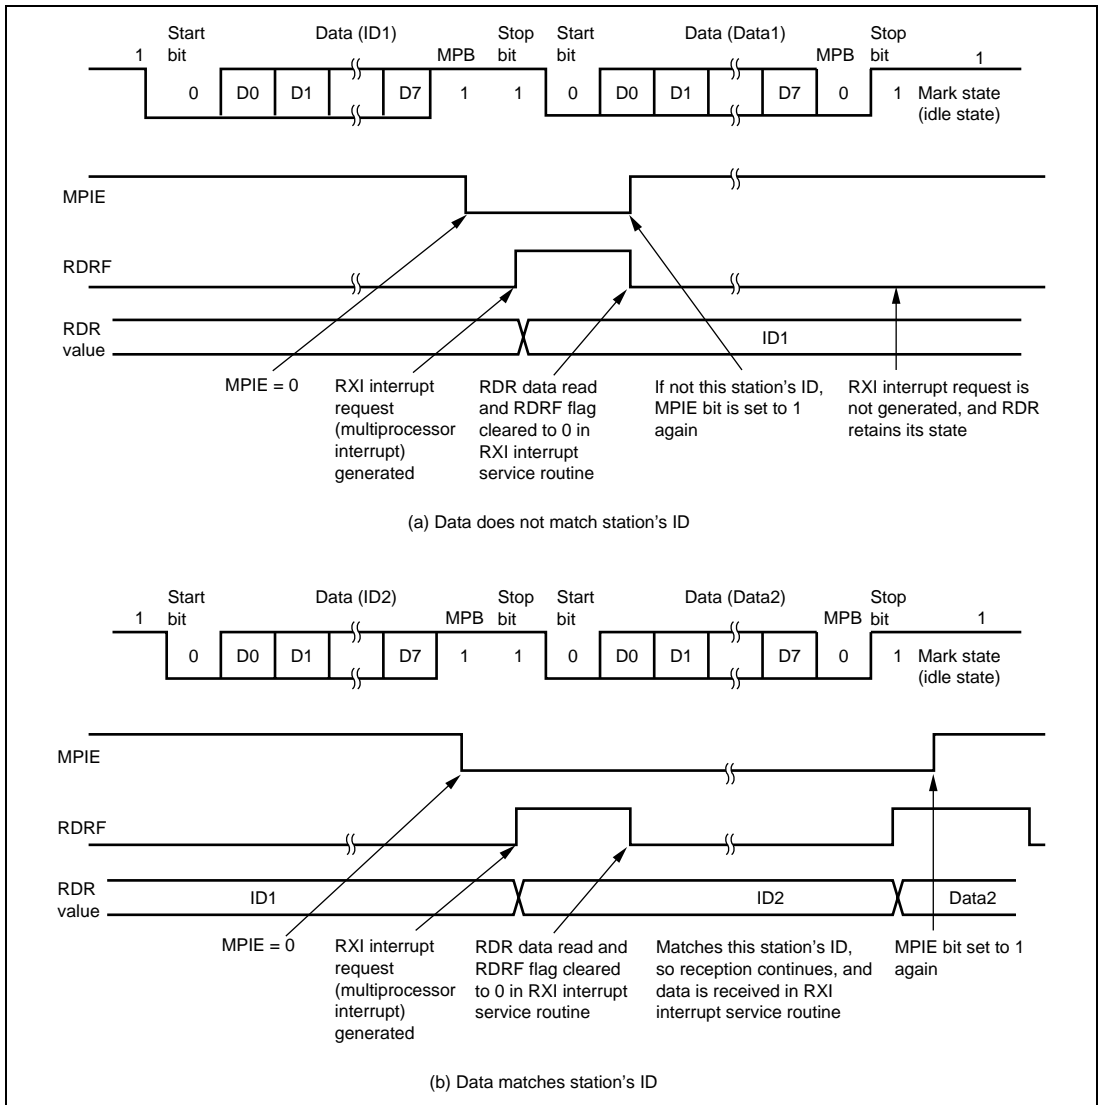 Start Data (ID1) Stop Start Data (Data1) Stop
1 bit MPB bit bit MPB bit 1
0 D0 D1 D7 1 1 0 D0 D1 D7 0 1 Mark state
(idle state)
MPIE
RDRF
RDR
value
ID1
MPIE = 0
RXI interrupt
request
(multiprocessor
interrupt)
generated
RDR data read
and RDRF flag
cleared to 0 in
RXI interrupt
service routine
If not this station's ID,
MPIE bit is set to 1
again
RXI interrupt request is
not generated, and RDR
retains its state
(a) Data does not match station's ID
Start Data (ID2) Stop Start Data (Data2) Stop
1 bit MPB bit bit MPB bit 1
0 D0 D1 D7 1 1 0 D0 D1 D7 0 1 Mark state
(idle state)
MPIE
RDRF
RDR
value
ID1 ID2 Data2
MPIE = 0
RXI interrupt
request
(multiprocessor
interrupt)
generated
RDR data read and
RDRF flag cleared
to 0 in RXI interrupt
service routine
Matches this station's ID,
so reception continues, and
data is received in RXI
interrupt service routine
MPIE bit set to 1
again
(b) Data matches station's ID